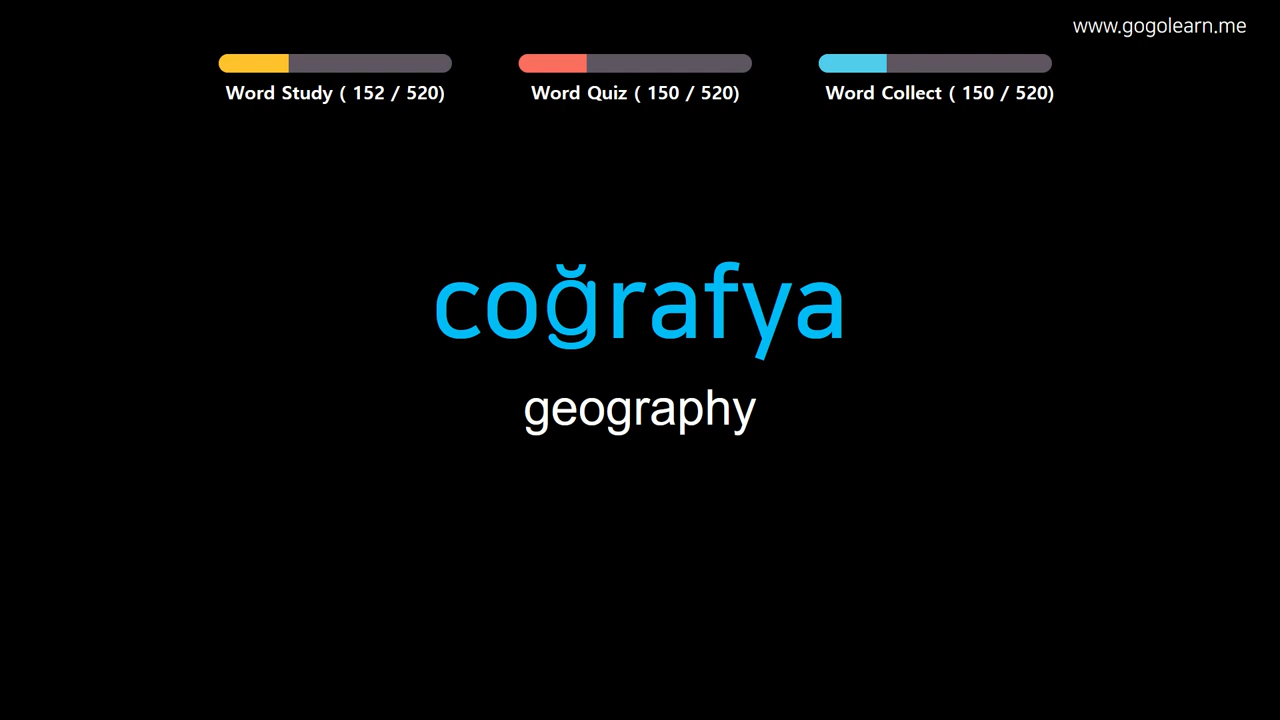 www.gogolearn.me
Word Study ( 152 / 520)
Word Quiz ( 150 / 520)
Word Collect ( 150 / 520)
coğrafya
geography